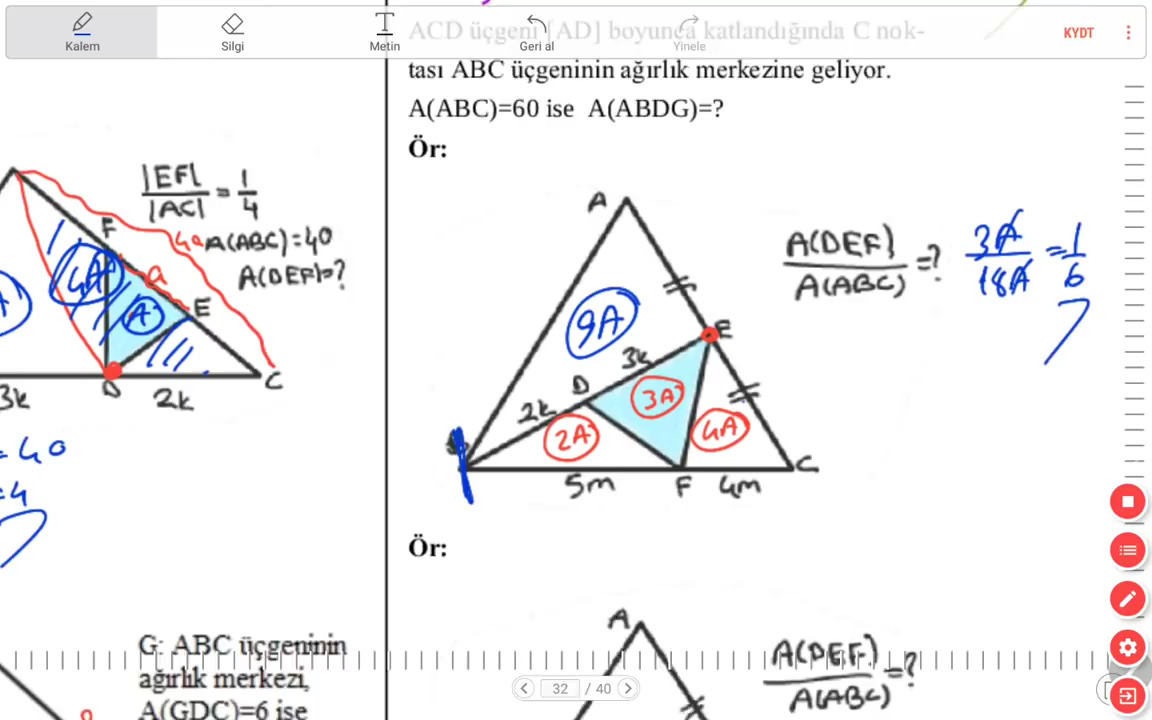 Kalem
Silgi
Metin
Geri al
Yinele
KYDT
ACD üçgeni [AD] boyunca katlandığında C nok-
tası ABC üçgeninin ağırlık merkezine geliyor.
A(ABC)=60 ise A(ABDG)=?
Ör:
|EF|/|AC| = 1/4
A(ABC)=40
A(DEF)=?
F
4A
a
4a
A
E
D
C
3k
2k
= 40
=4
A
9A
E
3k
D
2k
3A
2A
4A
5m
F
4m
C
A(DEF)/A(ABC) =?
3A/18A = 1/6
Ör:
A
A(DEF)/A(ABC) =?
G: ABC üçgeninin
ağırlık merkezi,
A(GDC)=6 ise
32 / 40